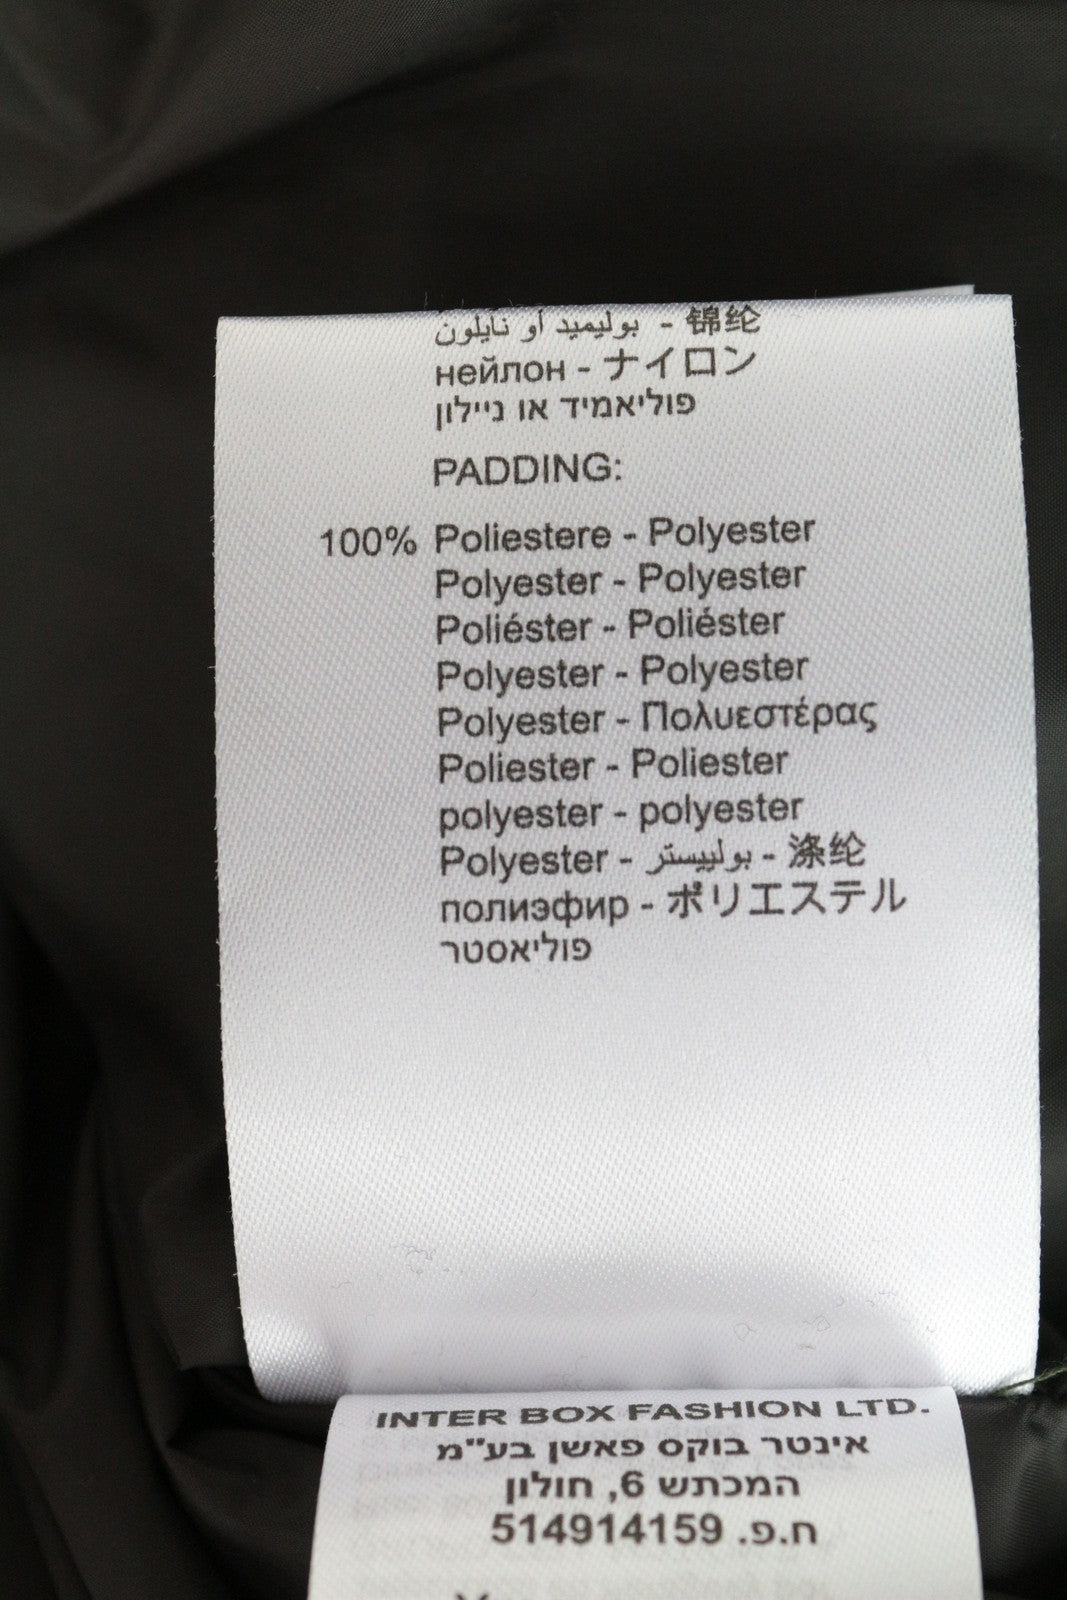 بوليميد أو نايلون - 锦纶
нейлон - ナイロン
פוליאמיד או ניילון
PADDING:
100% Poliestere - Polyester
Polyester - Polyester
Poliéster - Poliéster
Polyester - Polyester
Polyester - Πολυεστέρας
Poliester - Poliester
polyester - polyester
Polyester - بولييستر - 涤纶
полиэфир - ポリエステル
פוליאסטר
INTER BOX FASHION LTD.
אינטר בוקס פאשן בע"מ
המכתש 6, חולון
ח.פ. 514914159